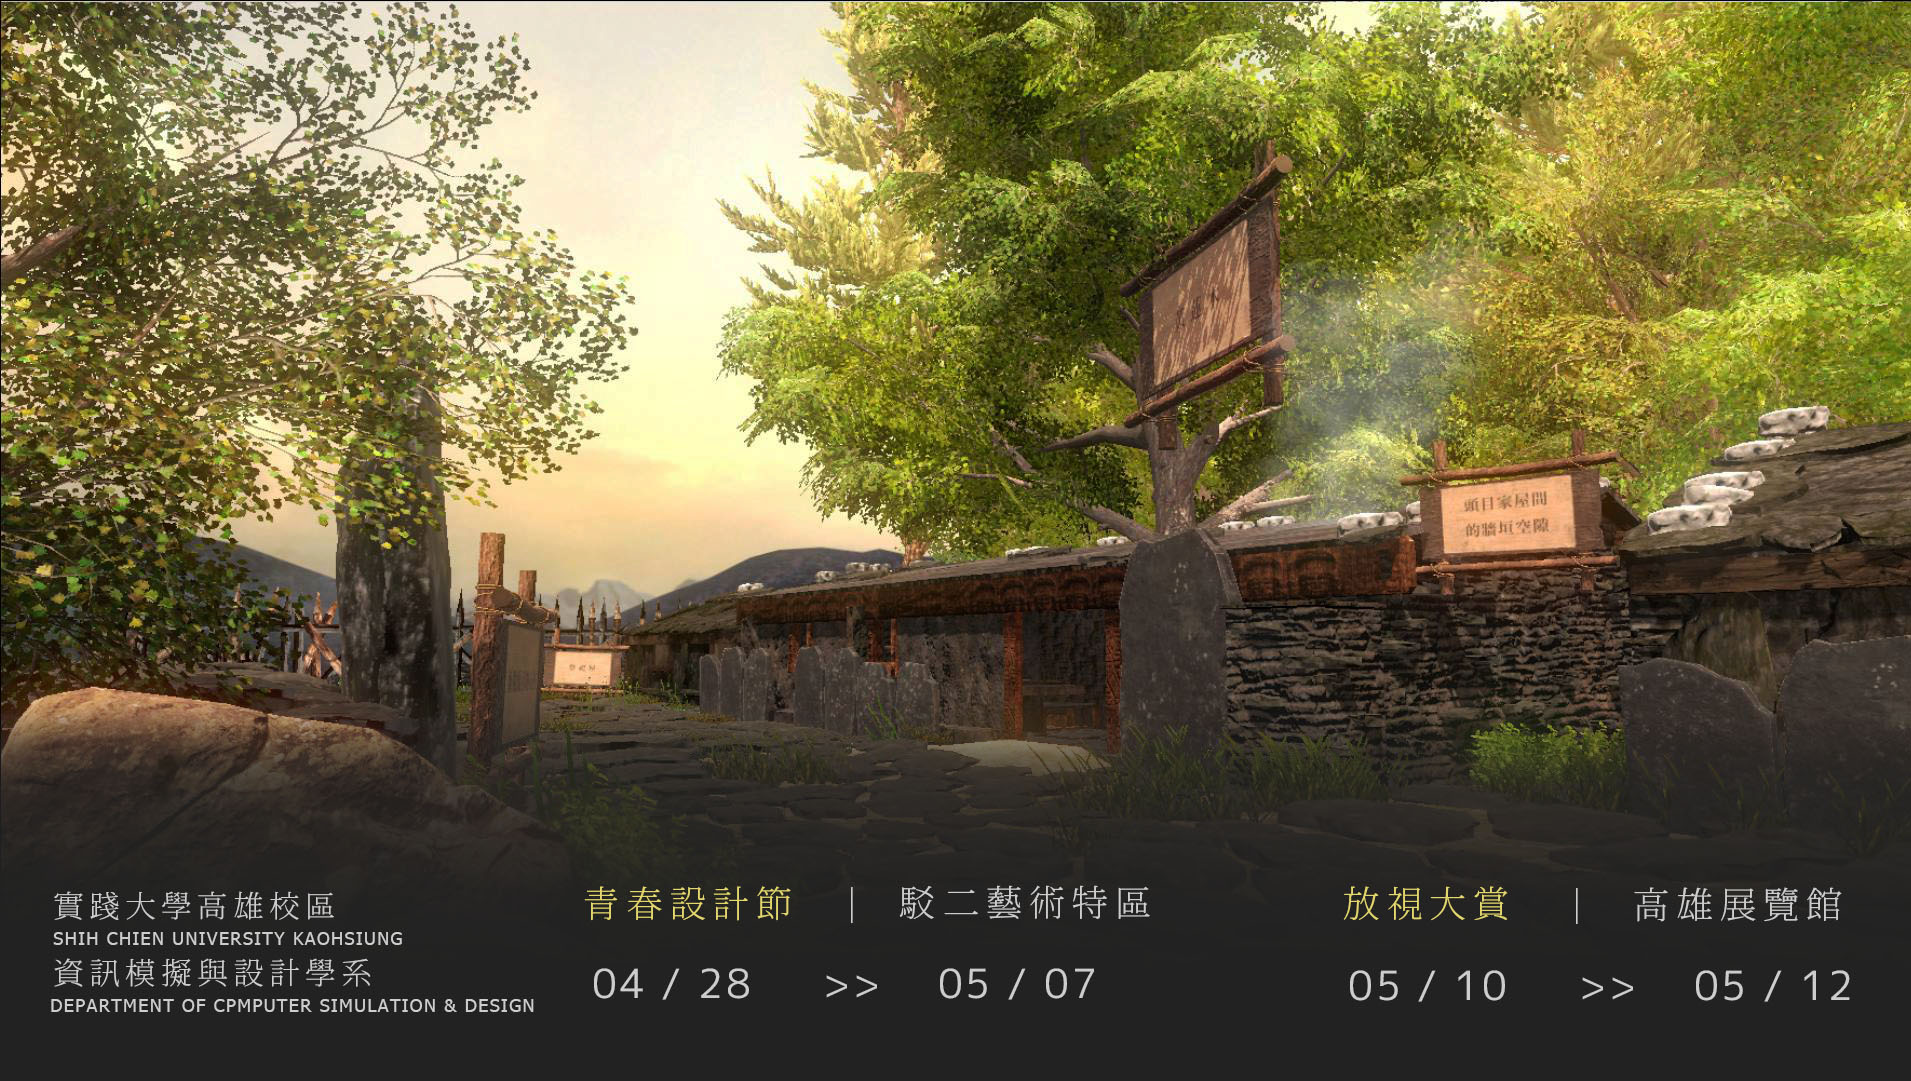 頭目家屋間
的牆垣空隙
實踐大學高雄校區
SHIH CHIEN UNIVERSITY KAOHSIUNG
資訊模擬與設計學系
DEPARTMENT OF CPMPUTER SIMULATION & DESIGN
青春設計節 | 駁二藝術特區
04 / 28 >> 05 / 07
放視大賞 | 高雄展覽館
05 / 10 >> 05 / 12